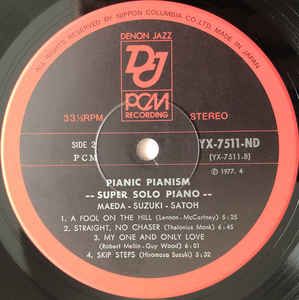 ALL RIGHTS RESERVED BY NIPPON COLUMBIA CO., LTD. MADE IN JAPAN
DENON JAZZ
DJ
PCM
RECORDING
33⅓RPM
STEREO
SIDE 2
PCM
YX-7511-ND
[YX-7511.B]
℗ 1977. 4
PIANIC PIANISM
--SUPER SOLO PIANO--
MAEDA-SUZUKI-SATOH
1. A FOOL ON THE HILL (Lennon-McCartney) 5:25
2. STRAIGHT, NO CHASER (Thelonius Monk) 4:45
3. MY ONE AND ONLY LOVE
(Robert Mellin-Guy Wood) 6:01
4. SKIP STEPS (Hiromasa Suzuki) 4:32